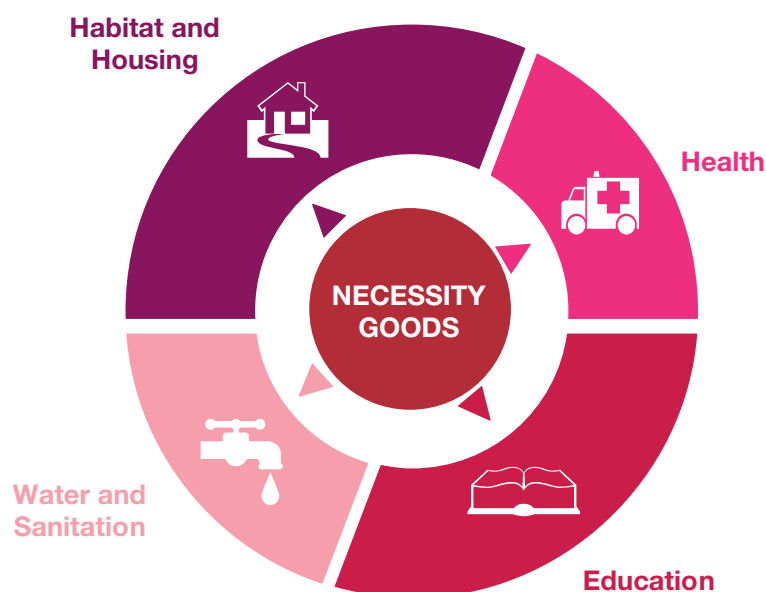 Habitat and
Housing
Health
NECESSITY
GOODS
Water and
Sanitation
Education